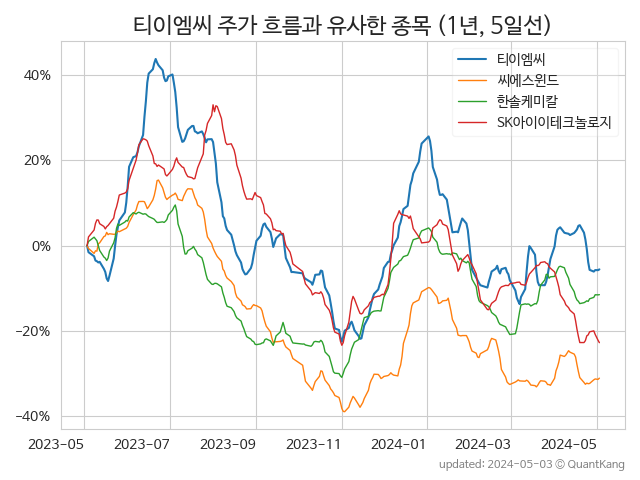 티이엠씨 주가 흐름과 유사한 종목 (1년, 5일선)
티이엠씨
씨에스윈드
한솔케미칼
SK아이이테크놀로지
40%
20%
0%
−20%
−40%
2023-05
2023-07
2023-09
2023-11
2024-01
2024-03
2024-05
updated: 2024-05-03 © QuantKang